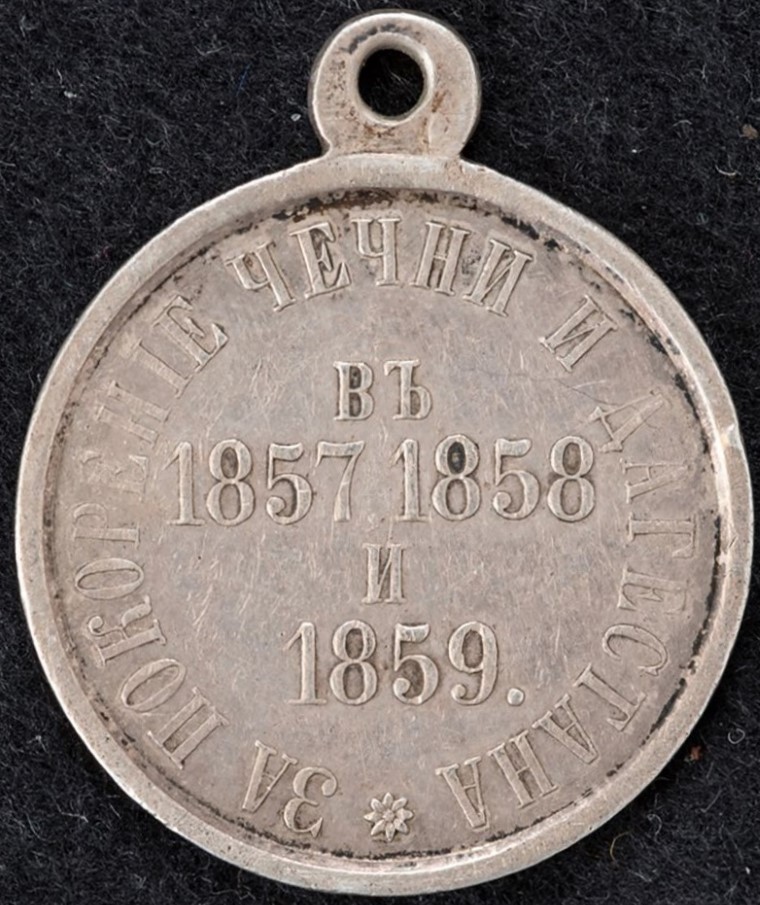 ЗА ПОКОРЕНІЕ ЧЕЧНИ И ДАГЕСТАНА
ВЪ
1857 1858
И
1859.